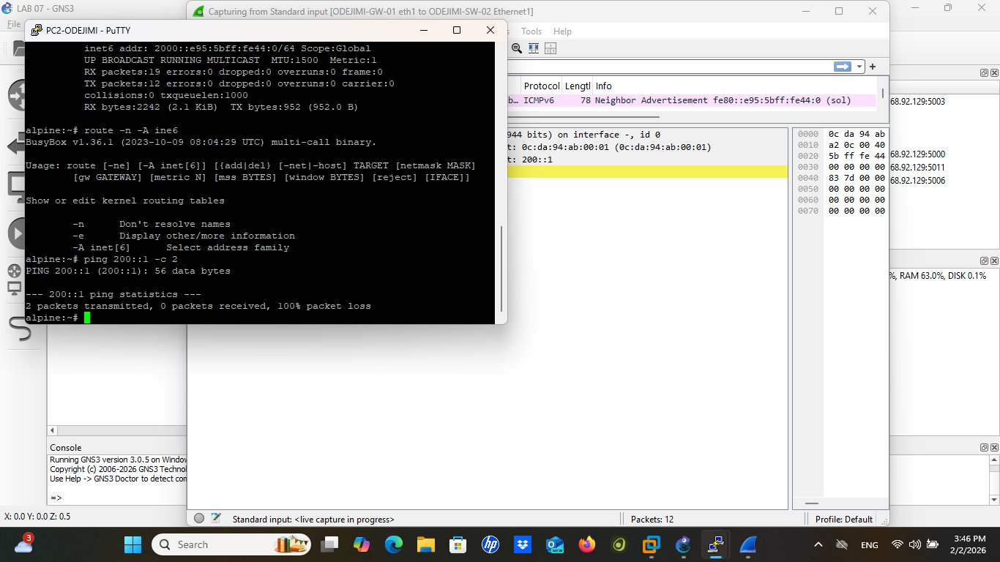 LAB 07 - GNS3
File
Capturing from Standard input [ODEJIMI-GW-01 eth1 to ODEJIMI-SW-02 Ethernet1]
Tools Help
PC2-ODEJIMI - PuTTY
inet6 addr: 2000::e95:5bff:fe44:0/64 Scope:Global
UP BROADCAST RUNNING MULTICAST MTU:1500 Metric:1
RX packets:19 errors:0 dropped:0 overruns:0 frame:0
TX packets:12 errors:0 dropped:0 overruns:0 carrier:0
collisions:0 txqueuelen:1000
RX bytes:2242 (2.1 KiB) TX bytes:952 (952.0 B)
alpine:~# route -n -A ine6
BusyBox v1.36.1 (2023-10-09 08:04:29 UTC) multi-call binary.
Usage: route [-ne] [-A inet[6]] [{add|del} [-net|-host] TARGET [netmask MASK]
[gw GATEWAY] [metric N] [mss BYTES] [window BYTES] [reject] [IFACE]]
Show or edit kernel routing tables
-n Don't resolve names
-e Display other/more information
-A inet[6] Select address family
alpine:~# ping 200::1 -c 2
PING 200::1 (200::1): 56 data bytes
--- 200::1 ping statistics ---
2 packets transmitted, 0 packets received, 100% packet loss
alpine:~#
Protocol Lengtl Info
b… ICMPv6 78 Neighbor Advertisement fe80::e95:5bff:fe44:0 (sol)
944 bits) on interface -, id 0
t: 0c:da:94:ab:00:01 (0c:da:94:ab:00:01)
t: 200::1
0000 0c da 94 ab
0010 a2 0c 00 40
0020 5b ff fe 44
0030 00 00 00 00
0040 83 7d 00 00
0050 00 00 00 00
0060 00 00 00 00
0070 00 00 00 00
68.92.129:5003
68.92.129:5000
68.92.129:5011
68.92.129:5006
%, RAM 63.0%, DISK 0.1%
Console
Running GNS3 version 3.0.5 on Window
Copyright (c) 2006-2026 GNS3 Technol
Use Help -> GNS3 Doctor to detect com
=>
X: 0.0 Y: 0.0 Z: 0.5
Standard input: <live capture in progress>
Packets: 12
Profile: Default
3
Search
ENG
3:46 PM
2/2/2026